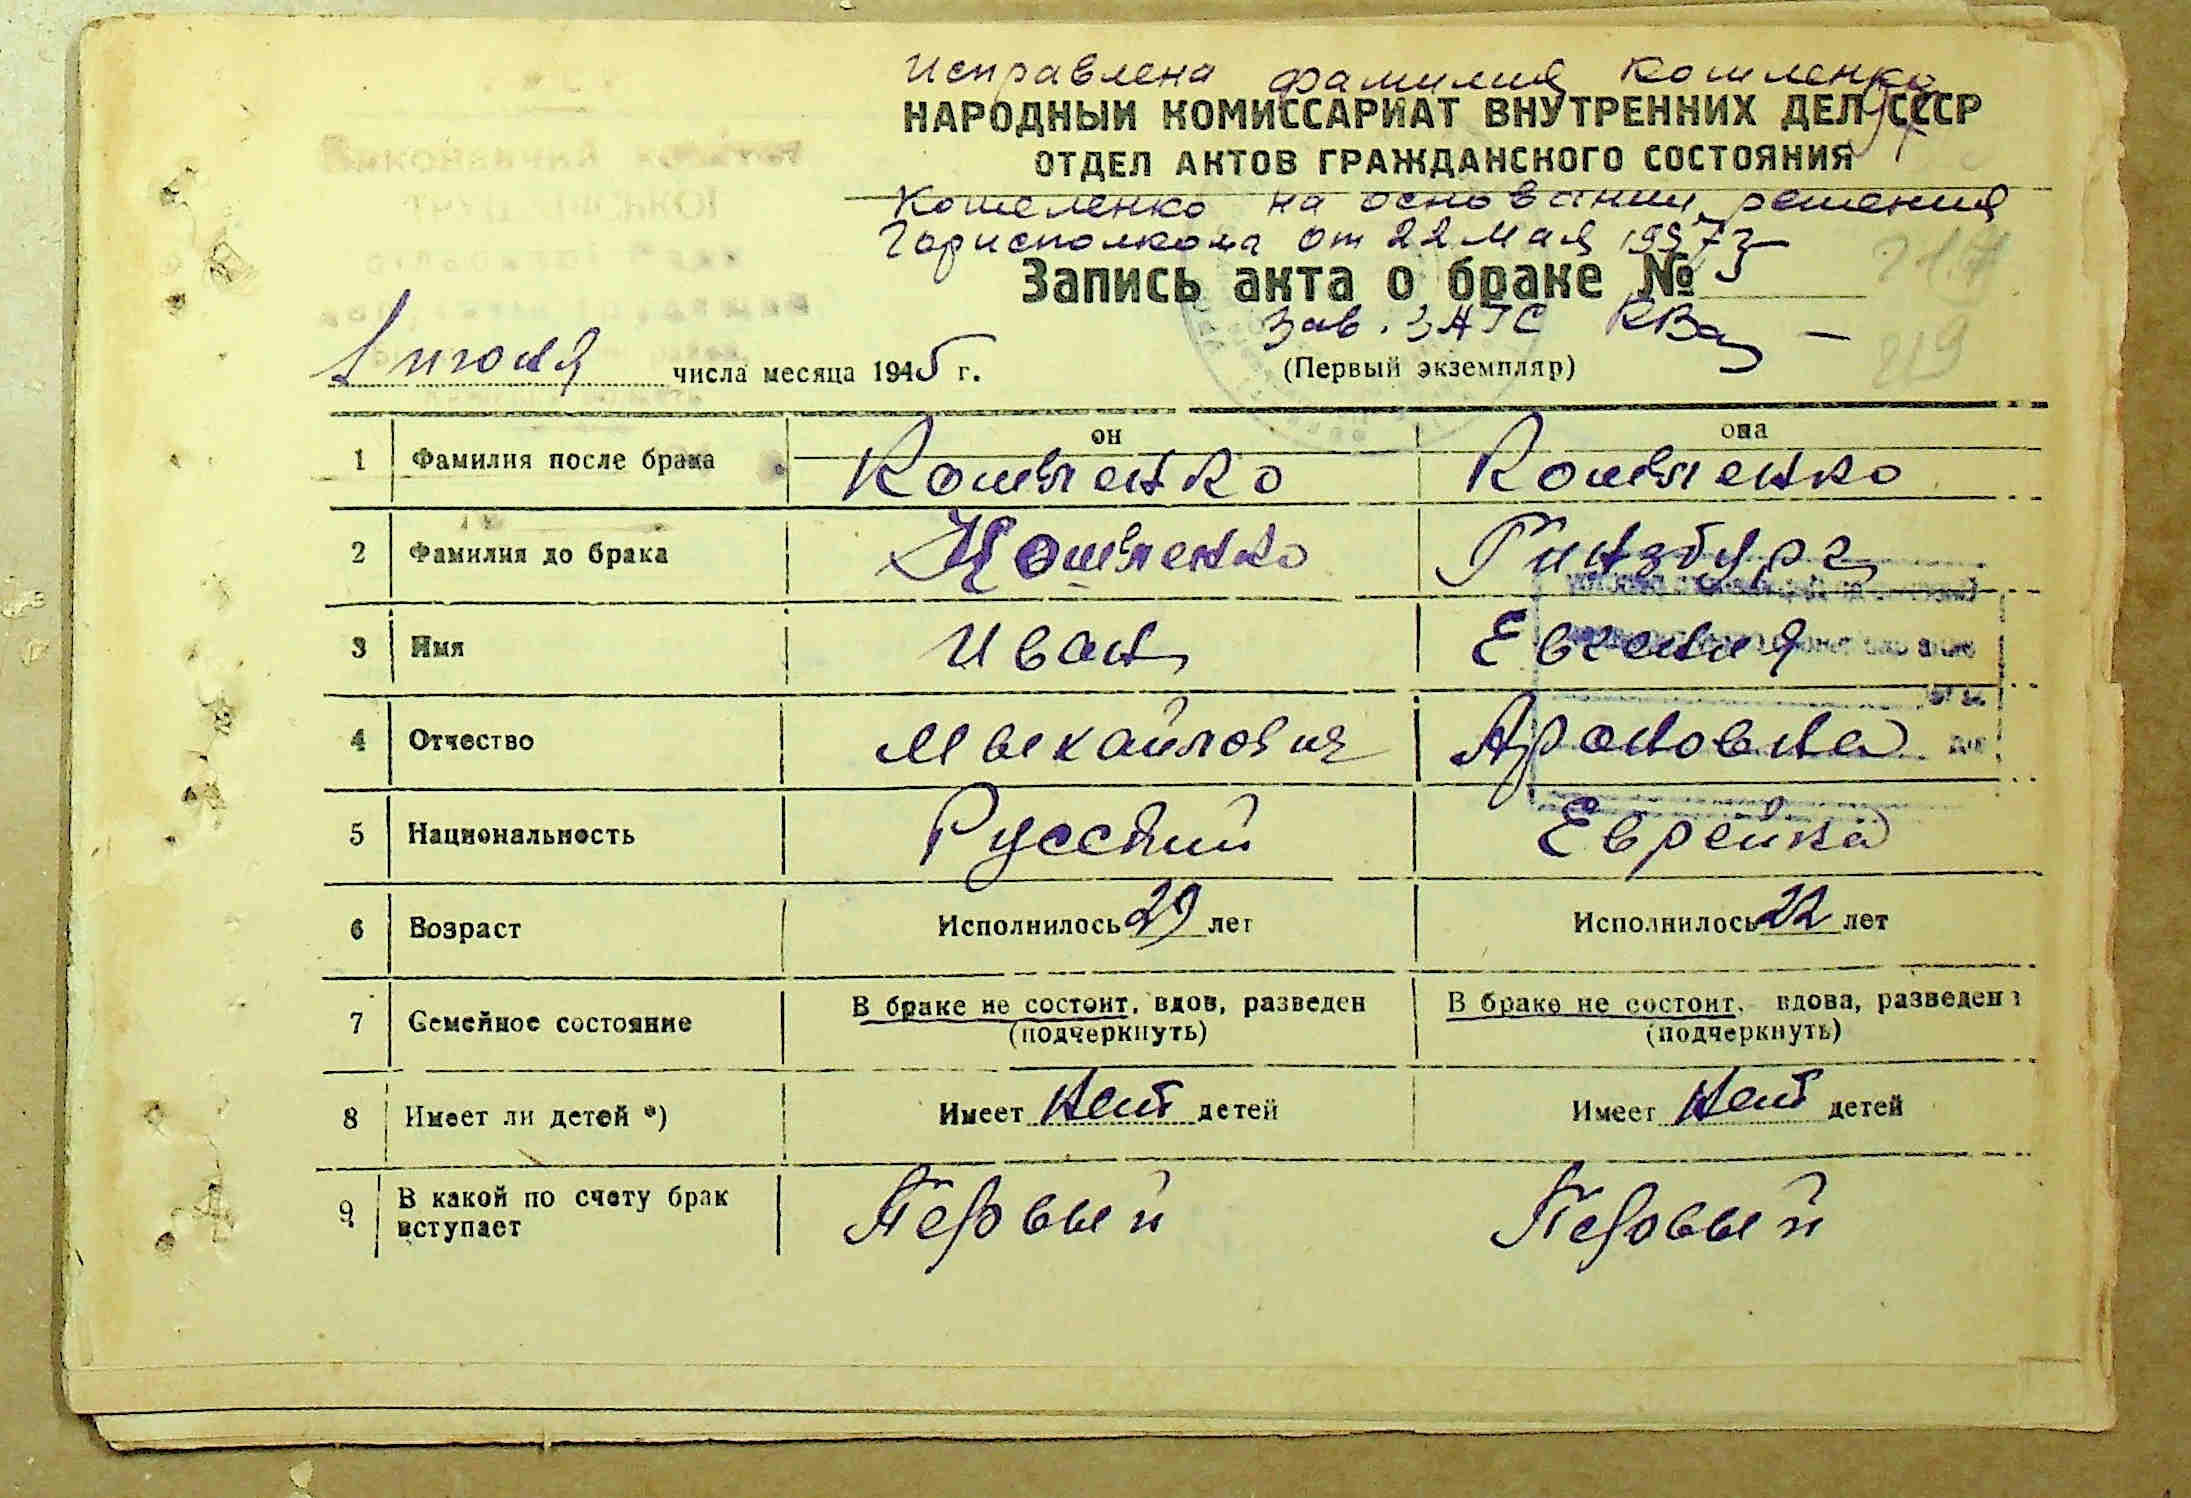 Исправлена фамилия Кошленко
НАРОДНЫЙ КОМИССАРИАТ ВНУТРЕННИХ ДЕЛ СССР
ОТДЕЛ АКТОВ ГРАЖДАНСКОГО СОСТОЯНИЯ
Кошеленко на основании решения
Горисполкома от 22 мая 1957 г
Запись акта о браке №
Зав. ЗАГС
219
1 июля числа месяца 1945 г. (Первый экземпляр)
он она
1 Фамилия после брака Кошеленко Кошеленко
2 Фамилия до брака Кошеленко Гинзбург
3 Имя Иван Евгения
4 Отчество Мыхайлович Ароновна
5 Национальность Русский Еврейка
6 Возраст Исполнилось 29 лет Исполнилось 22 лет
7 Семейное состояние В браке не состоит, вдов, разведен В браке не состоит, вдова, разведена
(подчеркнуть) (подчеркнуть)
8 Имеет ли детей *) Имеет нет детей Имеет нет детей
9 В какой по счету брак Первый Первый
вступает